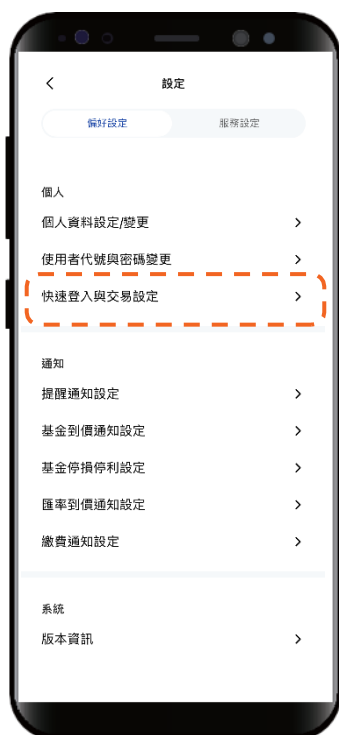 設定
偏好設定 服務設定
個人
個人資料設定/變更
使用者代號與密碼變更
快速登入與交易設定
通知
提醒通知設定
基金到價通知設定
基金停損停利設定
匯率到價通知設定
繳費通知設定
系統
版本資訊